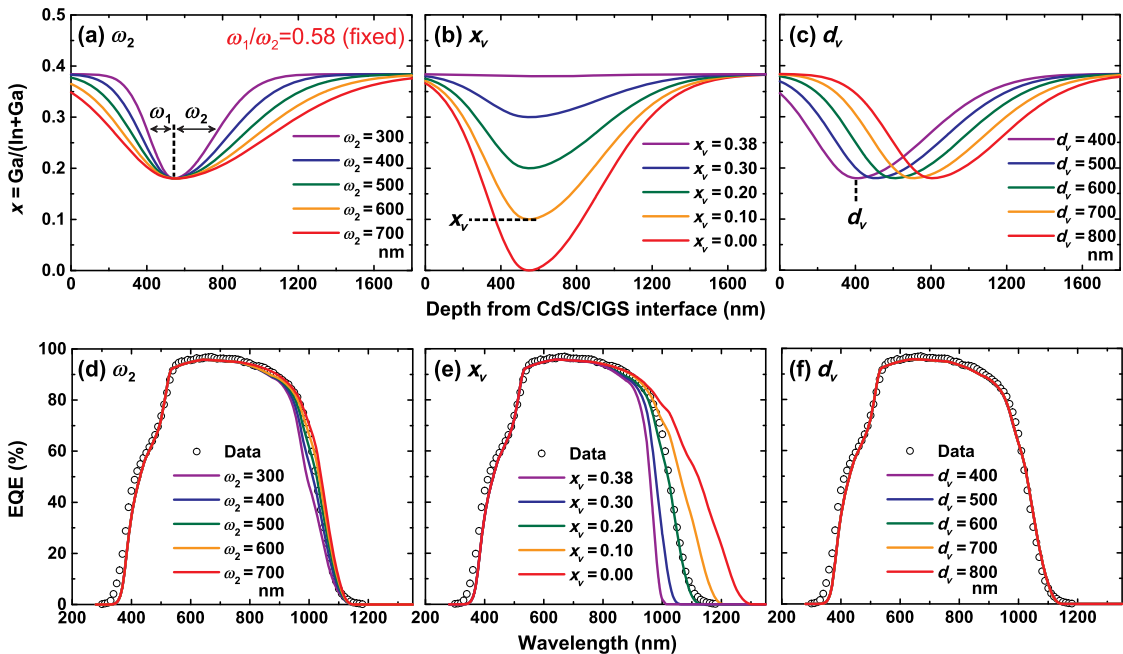 (a) ω2
ω1/ω2=0.58 (fixed)
(b) xv
(c) dv
0.5
0.4
0.3
0.2
0.1
0.0
x = Ga/(In+Ga)
ω1 ω2
ω2 = 300
ω2 = 400
ω2 = 500
ω2 = 600
ω2 = 700
nm
xv = 0.38
xv = 0.30
xv = 0.20
xv = 0.10
xv = 0.00
xv
dv = 400
dv = 500
dv = 600
dv = 700
dv = 800
nm
dv
0 400 800 1200 1600
0 400 800 1200 1600
0 400 800 1200 1600
Depth from CdS/CIGS interface (nm)
(d) ω2
(e) xv
(f) dv
100
80
60
40
20
0
EQE (%)
Data
ω2 = 300
ω2 = 400
ω2 = 500
ω2 = 600
ω2 = 700
nm
Data
xv = 0.38
xv = 0.30
xv = 0.20
xv = 0.10
xv = 0.00
Data
dv = 400
dv = 500
dv = 600
dv = 700
dv = 800
nm
200 400 600 800 1000 1200
200 400 600 800 1000 1200
200 400 600 800 1000 1200
Wavelength (nm)